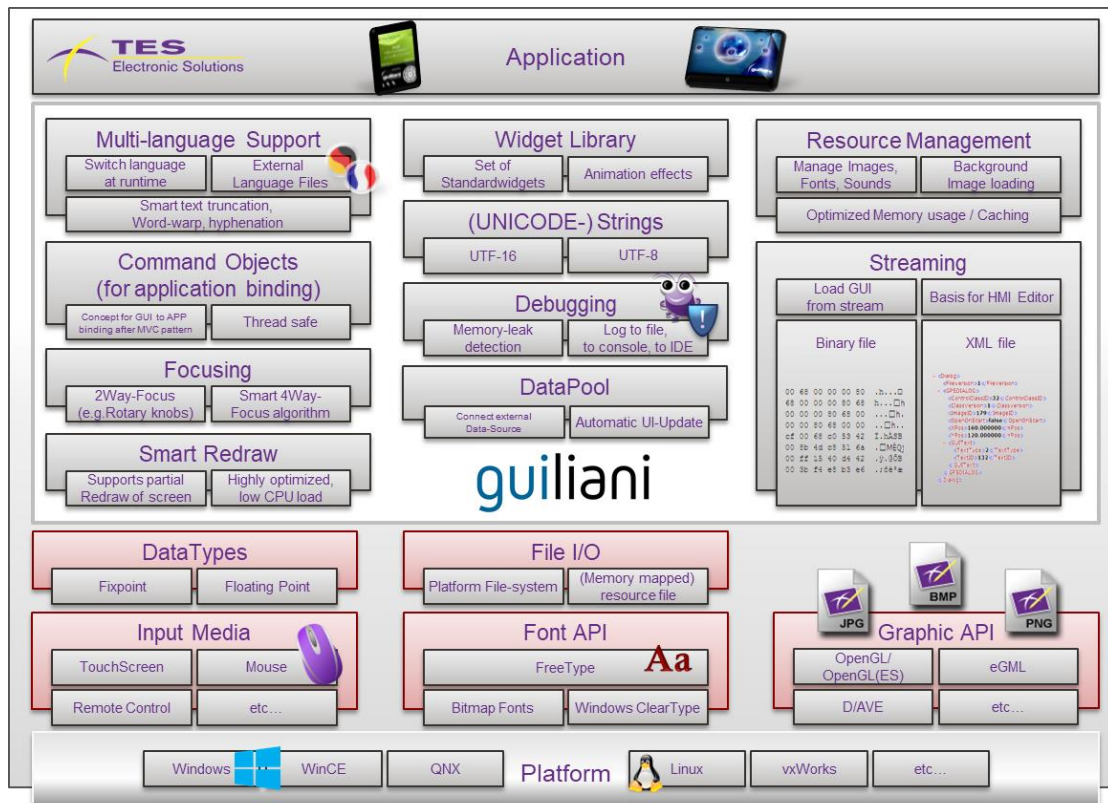 TES
Electronic Solutions
Application
Multi-language Support
Switch language
at runtime
External
Language Files
Smart text truncation,
Word-warp, hyphenation
Command Objects
(for application binding)
Concept for GUI to APP
binding after MVC pattern
Thread safe
Focusing
2Way-Focus
(e.g.Rotary knobs)
Smart 4Way-
Focus algorithm
Smart Redraw
Supports partial
Redraw of screen
Highly optimized,
low CPU load
Widget Library
Set of
Standardwidgets
Animation effects
(UNICODE-) Strings
UTF-16
UTF-8
Debugging
Memory-leak
detection
Log to file,
to console, to IDE
DataPool
Connect external
Data-Source
Automatic UI-Update
guiliani
Resource Management
Manage Images,
Fonts, Sounds
Background
Image loading
Optimized Memory usage / Caching
Streaming
Load GUI
from stream
Basis for HMI Editor
Binary file
XML file
DataTypes
Fixpoint
Floating Point
File I/O
Platform File-system
(Memory mapped)
resource file
Input Media
TouchScreen
Mouse
Remote Control
etc…
Font API
Aa
FreeType
Bitmap Fonts
Windows ClearType
JPG
BMP
PNG
Graphic API
OpenGL/
OpenGL(ES)
eGML
D/AVE
etc…
Windows
WinCE
QNX
Platform
Linux
vxWorks
etc…